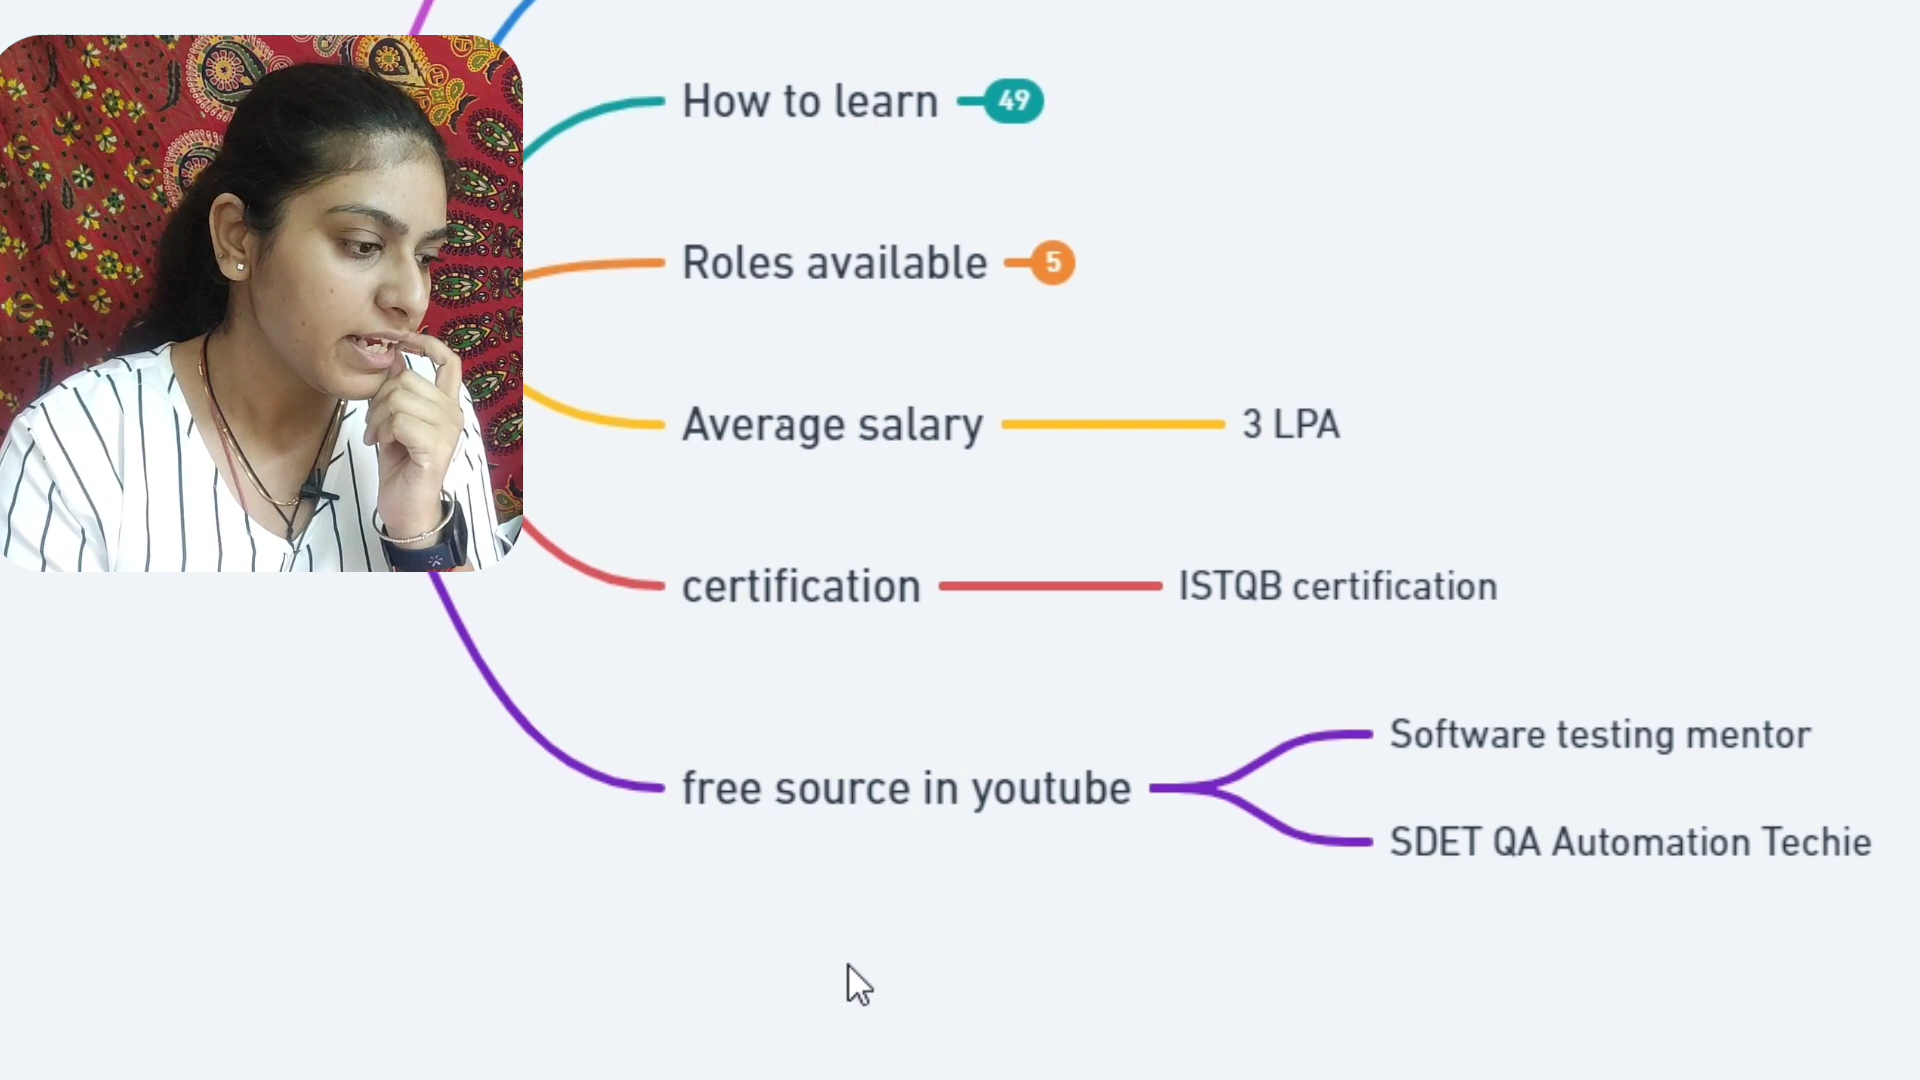 How to learn 49
Roles available 5
Average salary 3 LPA
certification ISTQB certification
free source in youtube
Software testing mentor
SDET QA Automation Techie